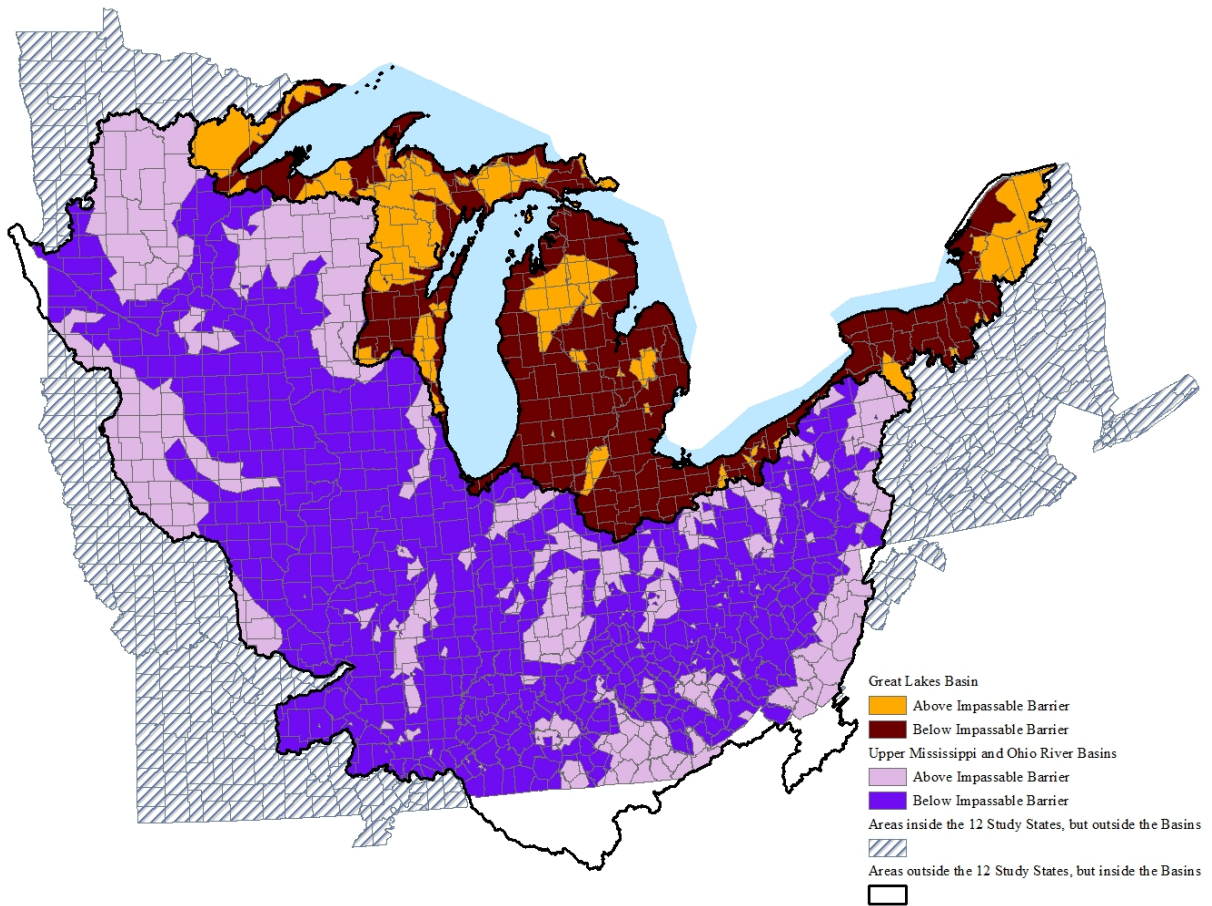 Great Lakes Basin
Above Impassable Barrier
Below Impassable Barrier
Upper Mississippi and Ohio River Basins
Above Impassable Barrier
Below Impassable Barrier
Areas inside the 12 Study States, but outside the Basins
Areas outside the 12 Study States, but inside the Basins